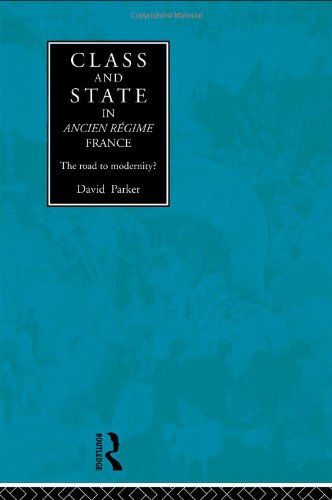 CLASS
AND
STATE
IN
ANCIEN RÉGIME
FRANCE
The road to modernity?
David Parker
ROUTLEDGE